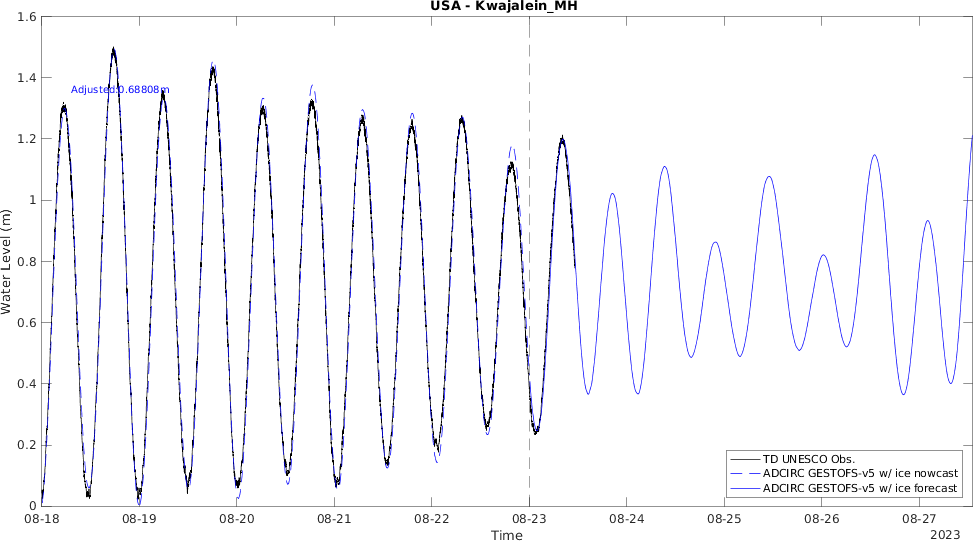 USA - Kwajalein_MH
1.6
1.4
1.2
1
0.8
0.6
0.4
0.2
0
Water Level (m)
Adjusted:0.68808m
TD UNESCO Obs.
ADCIRC GESTOFS-v5 w/ ice nowcast
ADCIRC GESTOFS-v5 w/ ice forecast
08-18 08-19 08-20 08-21 08-22 08-23 08-24 08-25 08-26 08-27
Time
2023